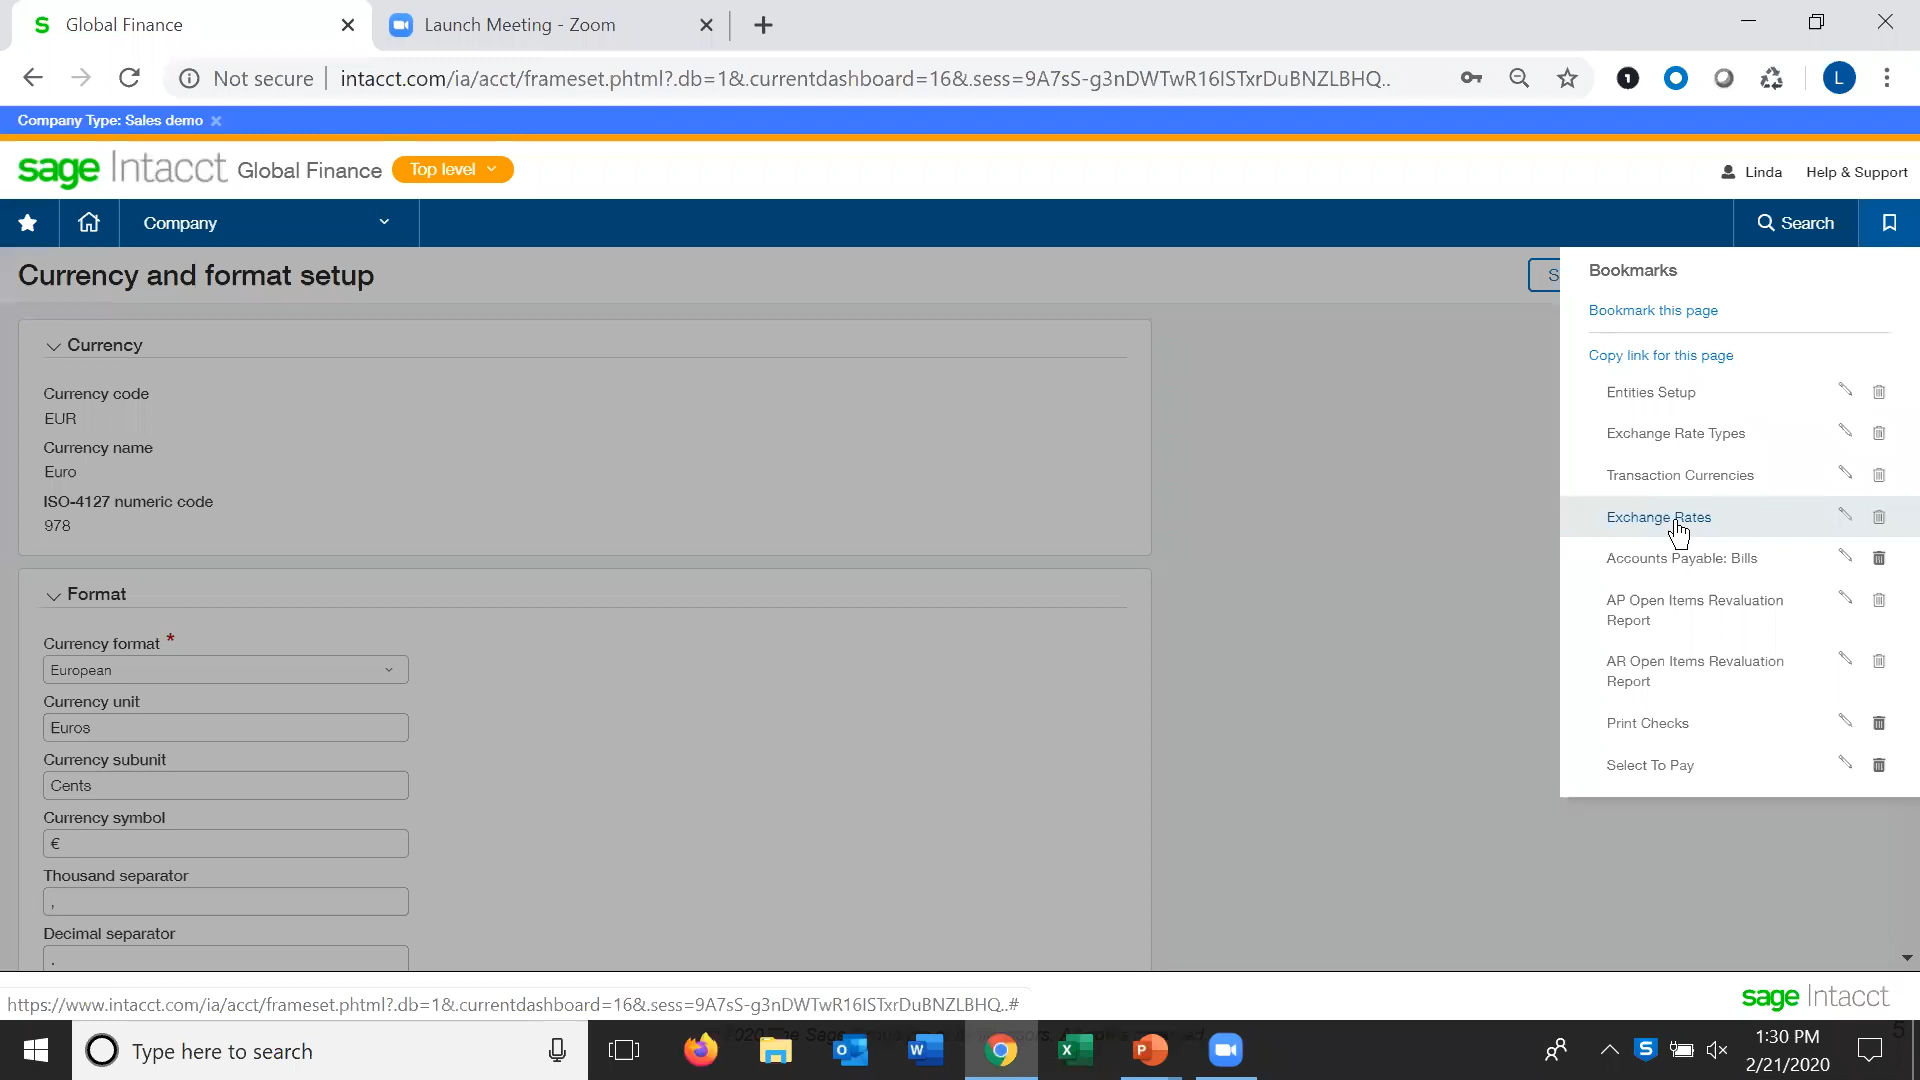 S Global Finance
Launch Meeting - Zoom
Not secure | intacct.com/ia/acct/frameset.phtml?.db=1&.currentdashboard=16&.sess=9A7sS-g3nDWTwR16ISTxrDuBNZLBHQ..
L
Company Type: Sales demo
sage Intacct Global Finance Top level
Linda Help & Support
Company
Search
Currency and format setup
S
Bookmarks
Bookmark this page
Copy link for this page
Entities Setup
Exchange Rate Types
Transaction Currencies
Exchange Rates
Accounts Payable: Bills
AP Open Items Revaluation
Report
AR Open Items Revaluation
Report
Print Checks
Select To Pay
Currency
Currency code
EUR
Currency name
Euro
ISO-4127 numeric code
978
Format
Currency format *
European
Currency unit
Euros
Currency subunit
Cents
Currency symbol
€
Thousand separator
,
Decimal separator
.
https://www.intacct.com/ia/acct/frameset.phtml?.db=1&.currentdashboard=16&.sess=9A7sS-g3nDWTwR16ISTxrDuBNZLBHQ..#
sage Intacct
Type here to search
1:30 PM
2/21/2020